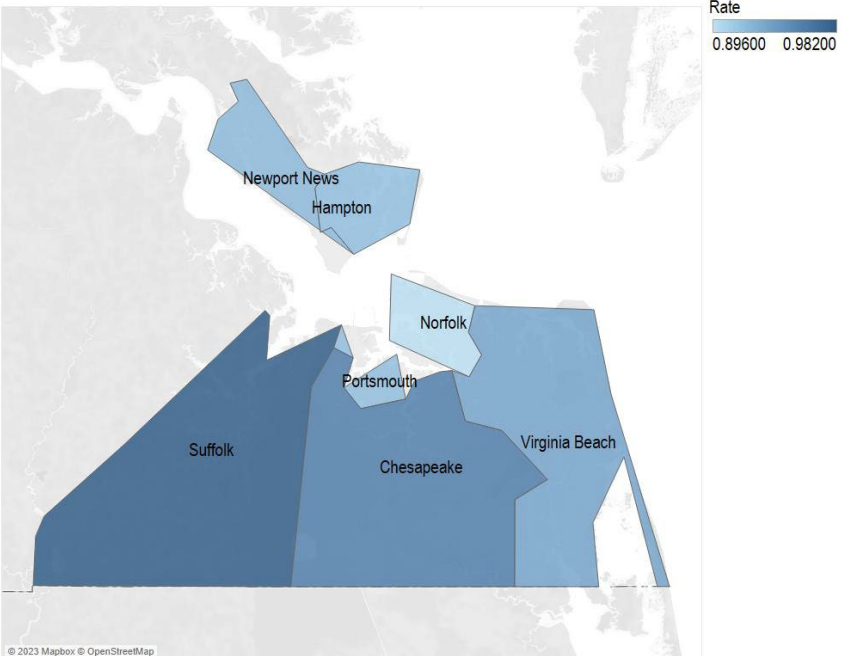 Rate
0.89600 0.98200
Newport News
Hampton
Norfolk
Portsmouth
Suffolk
Virginia Beach
Chesapeake
© 2023 Mapbox © OpenStreetMap